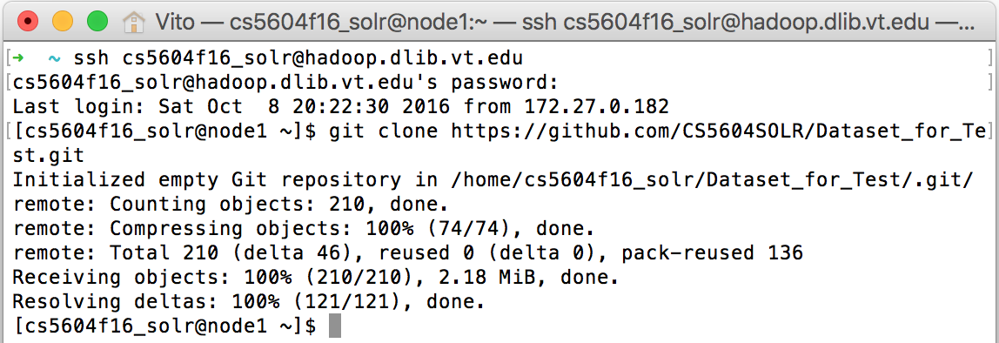 Vito — cs5604f16_solr@node1:~ — ssh cs5604f16_solr@hadoop.dlib.vt.edu —...
[➜  ~ ssh cs5604f16_solr@hadoop.dlib.vt.edu ]
[cs5604f16_solr@hadoop.dlib.vt.edu's password: ]
Last login: Sat Oct  8 20:22:30 2016 from 172.27.0.182
[[cs5604f16_solr@node1 ~]$ git clone https://github.com/CS5604SOLR/Dataset_for_Te]
st.git
Initialized empty Git repository in /home/cs5604f16_solr/Dataset_for_Test/.git/
remote: Counting objects: 210, done.
remote: Compressing objects: 100% (74/74), done.
remote: Total 210 (delta 46), reused 0 (delta 0), pack-reused 136
Receiving objects: 100% (210/210), 2.18 MiB, done.
Resolving deltas: 100% (121/121), done.
[cs5604f16_solr@node1 ~]$